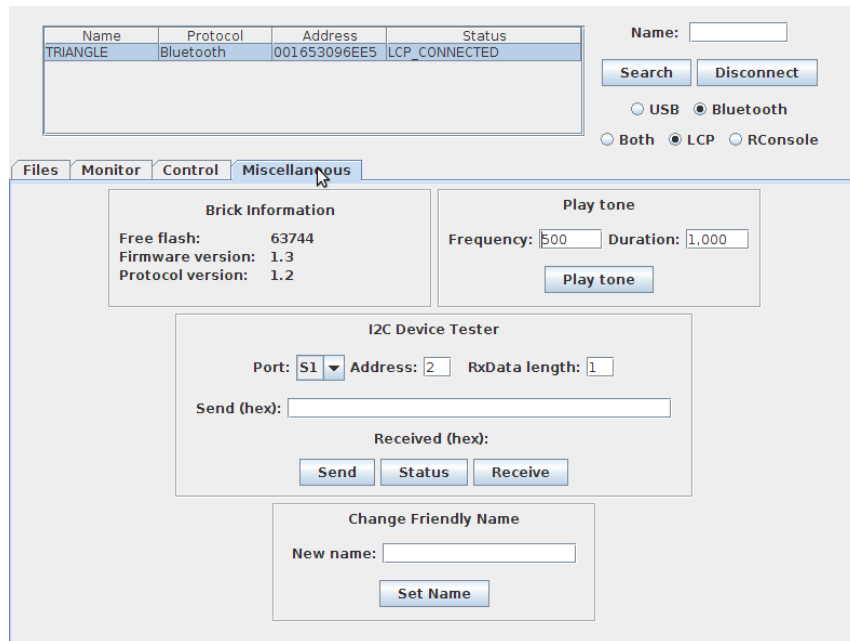 Name Protocol Address Status
TRIANGLE Bluetooth 001653096EE5 LCP_CONNECTED
Name:
Search Disconnect
USB Bluetooth
Both LCP RConsole
Files Monitor Control Miscellaneous
Brick Information
Free flash: 63744
Firmware version: 1.3
Protocol version: 1.2
Play tone
Frequency: 500 Duration: 1,000
Play tone
I2C Device Tester
Port: S1 Address: 2 RxData length: 1
Send (hex):
Received (hex):
Send Status Receive
Change Friendly Name
New name:
Set Name